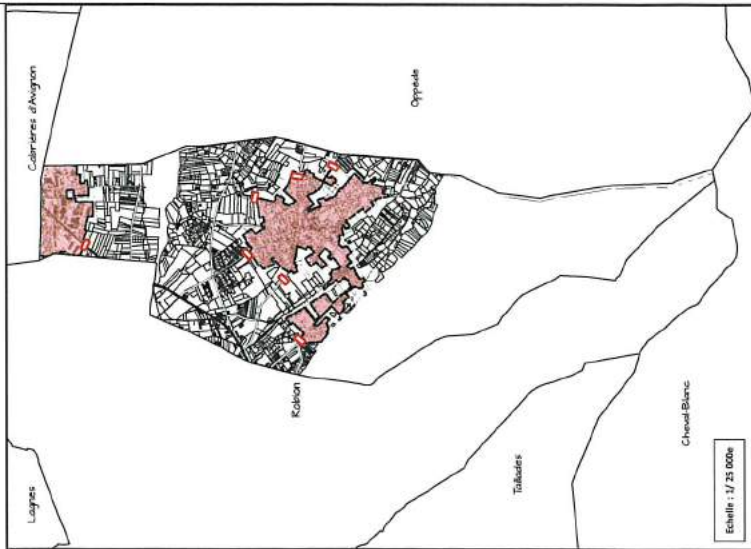 Lagnes
Cabrières d'Avignon
Oppède
Robion
Taillades
Cheval-Blanc
Echelle : 1/ 25 000e